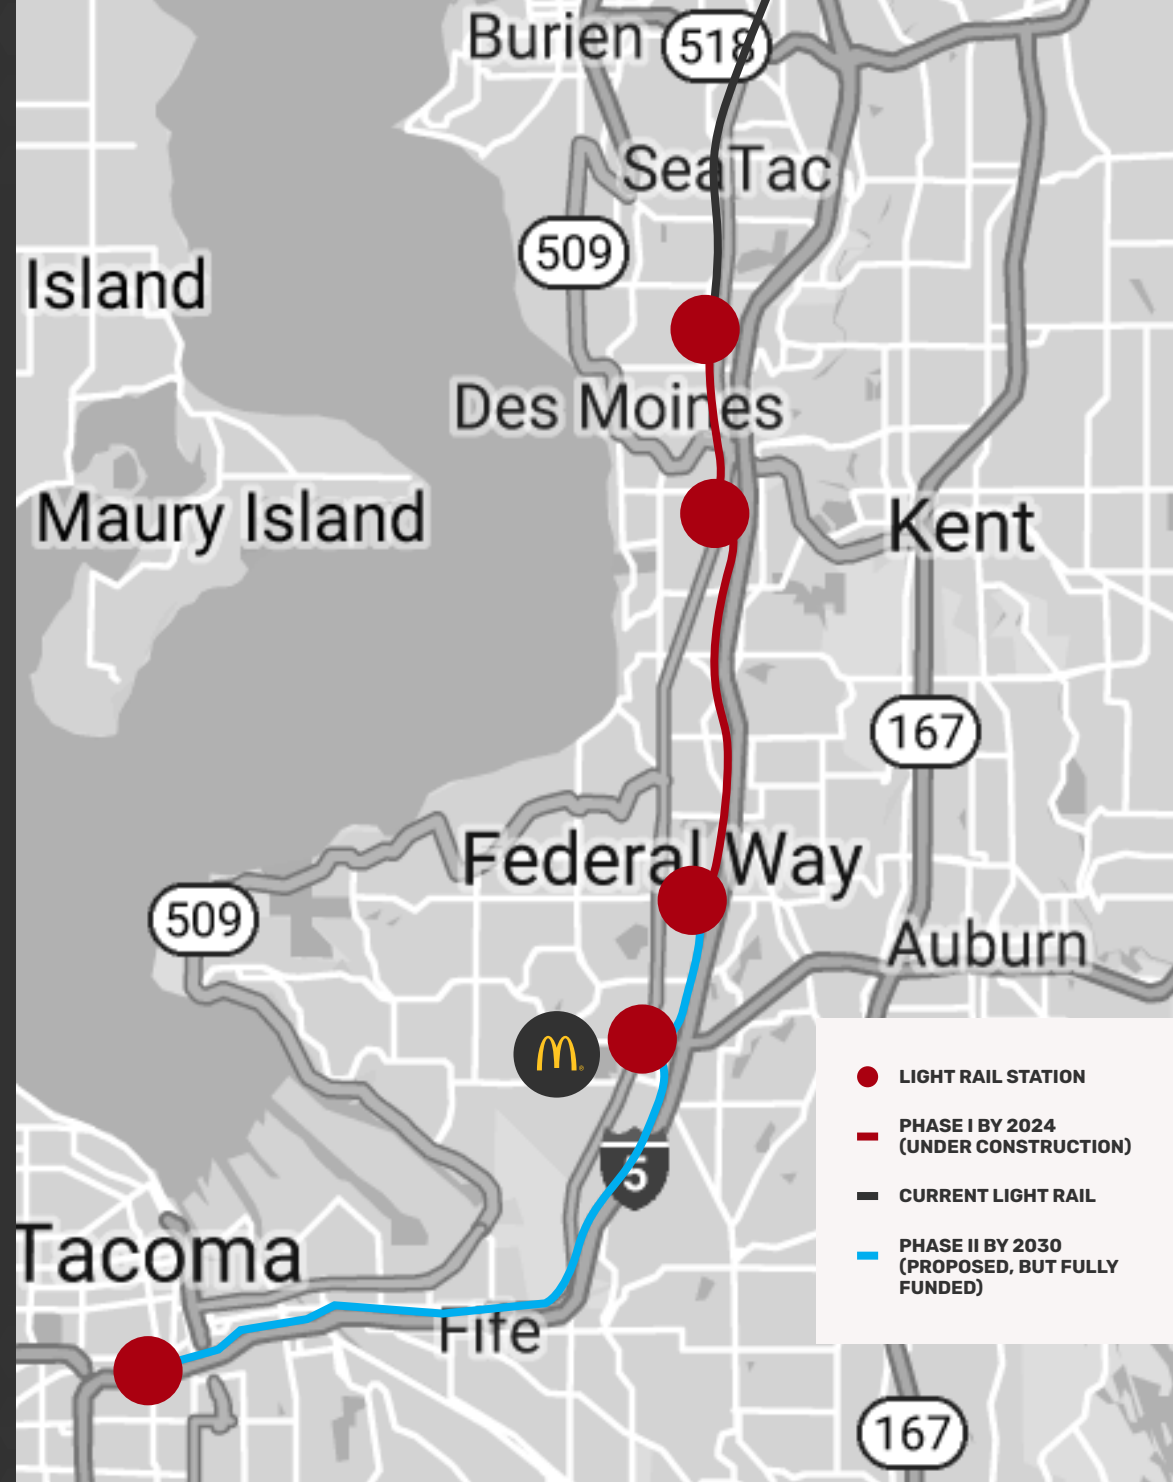 Burien
518
SeaTac
509
Island
Des Moines
Maury Island
Kent
167
Federal Way
509
Auburn
LIGHT RAIL STATION
PHASE I BY 2024
(UNDER CONSTRUCTION)
CURRENT LIGHT RAIL
PHASE II BY 2030
(PROPOSED, BUT FULLY
FUNDED)
5
Tacoma
Fife
167